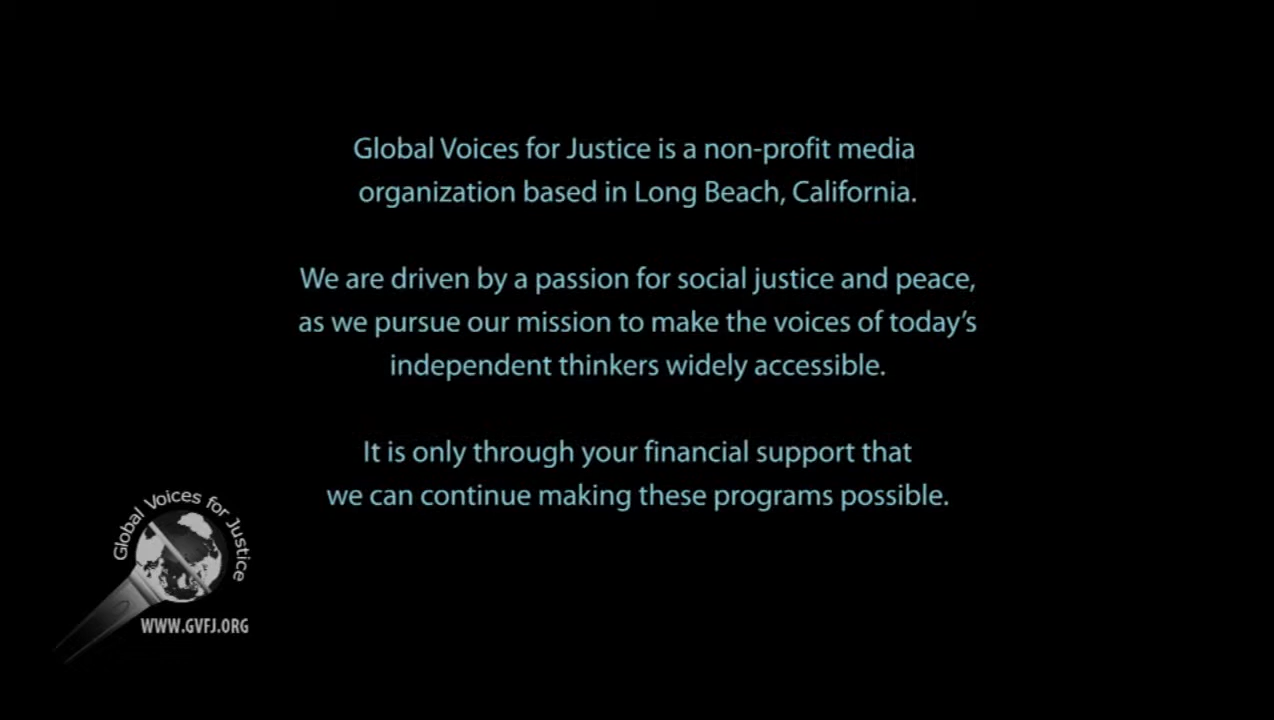 Global Voices for Justice is a non-profit media
organization based in Long Beach, California.
We are driven by a passion for social justice and peace,
as we pursue our mission to make the voices of today's
independent thinkers widely accessible.
It is only through your financial support that
we can continue making these programs possible.
Global Voices for Justice
WWW.GVFJ.ORG